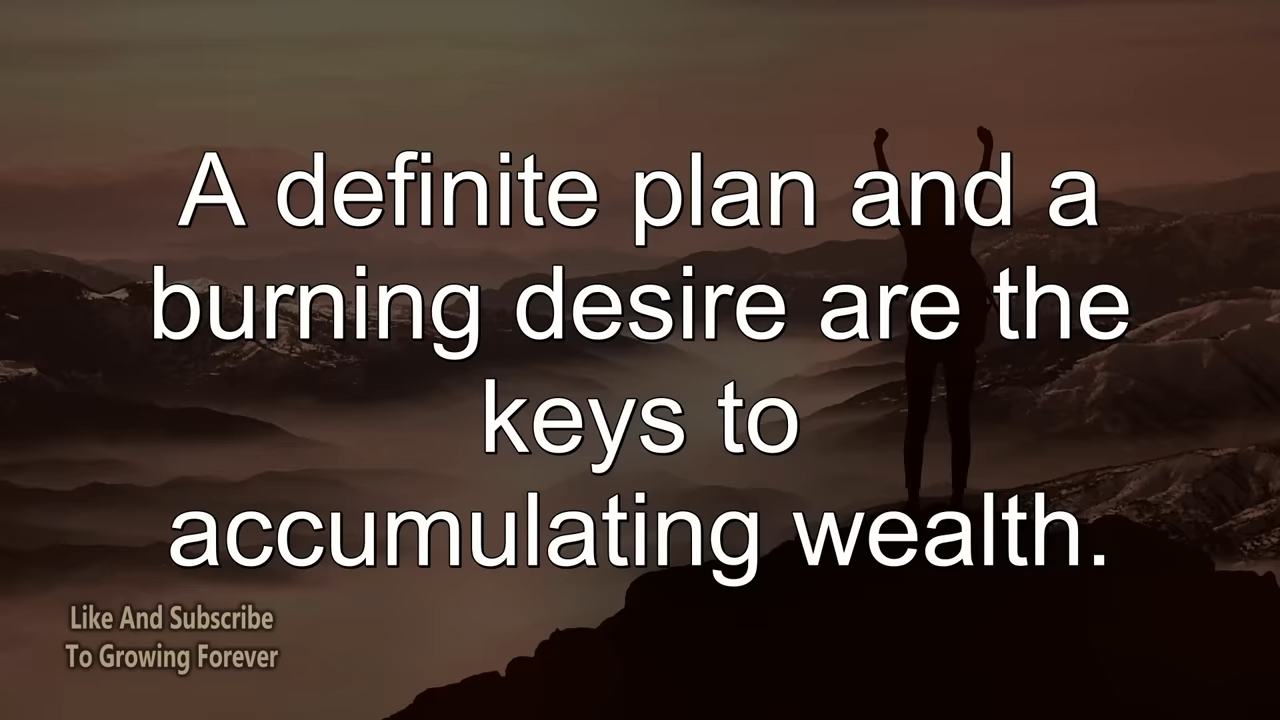 A definite plan and a
burning desire are the
keys to
accumulating wealth.
Like And Subscribe
To Growing Forever